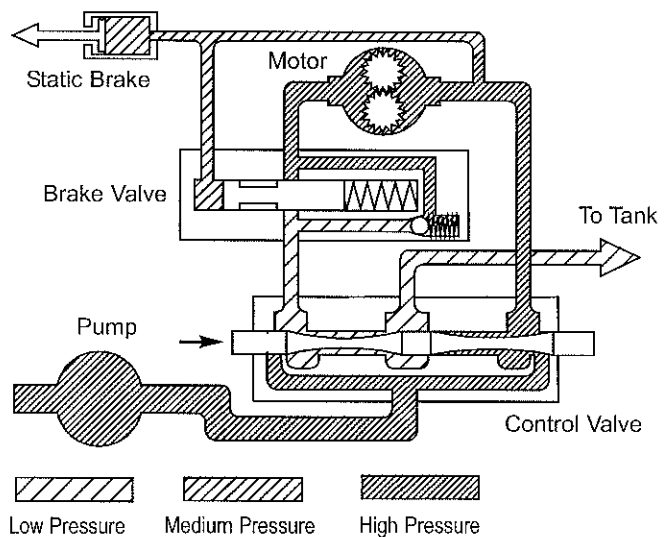 Static Brake
Motor
Brake Valve
To Tank
Pump
Control Valve
Low Pressure
Medium Pressure
High Pressure